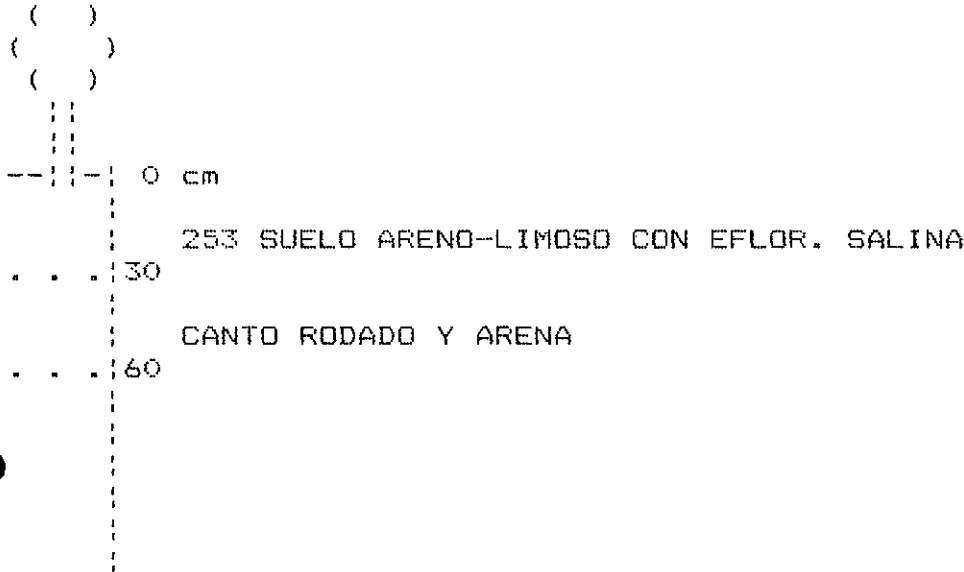 0 cm
253 SUELO ARENO-LIMOSO CON EFLOR. SALINA
30
CANTO RODADO Y ARENA
60